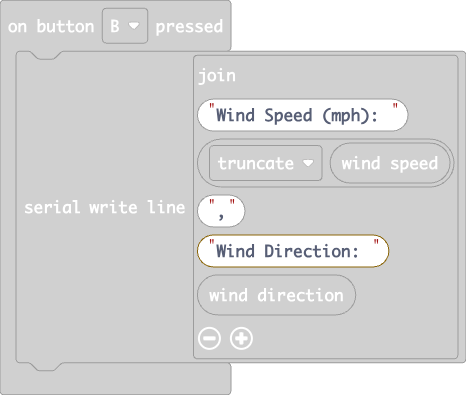 on button B pressed
join
"Wind Speed (mph): "
truncate wind speed
serial write line
","
"Wind Direction: "
wind direction